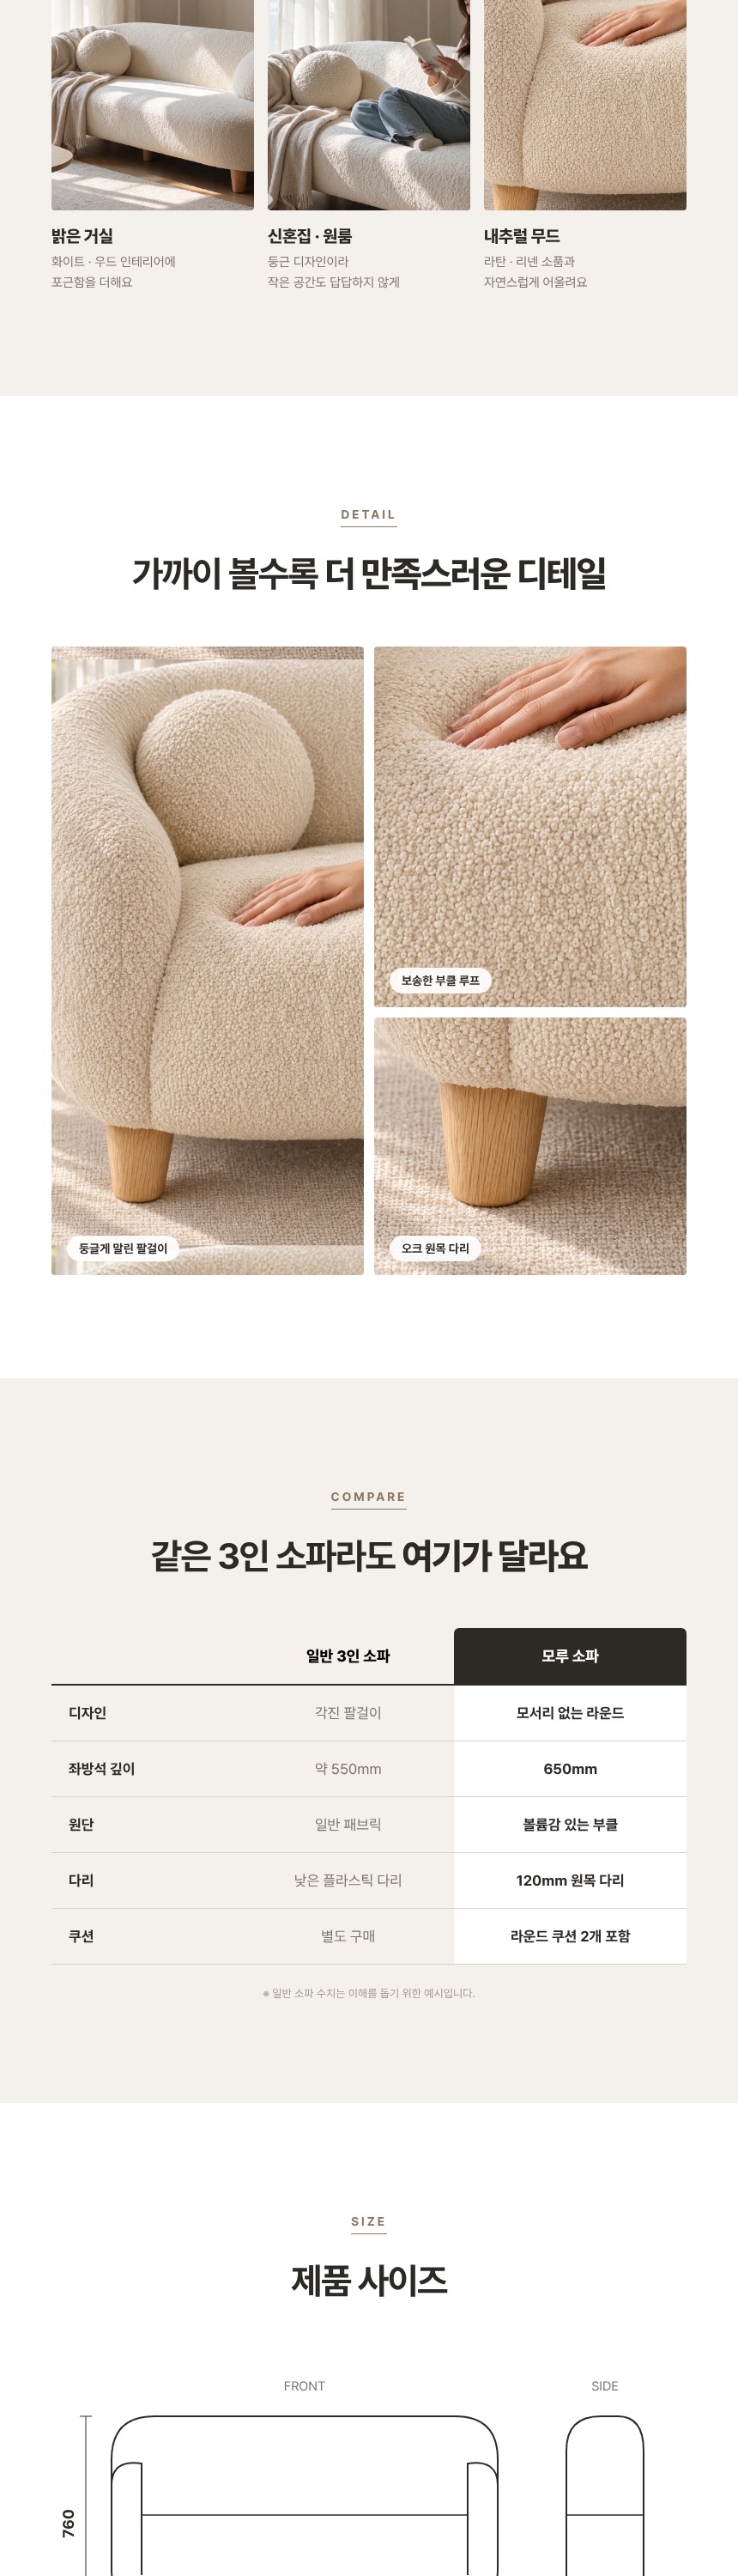 밝은 거실
화이트 · 우드 인테리어에
포근함을 더해요
신혼집 · 원룸
둥근 디자인이라
작은 공간도 답답하지 않게
내추럴 무드
라탄 · 리넨 소품과
자연스럽게 어울려요
DETAIL
가까이 볼수록 더 만족스러운 디테일
보송한 부클 루프
둥글게 말린 팔걸이
오크 원목 다리
COMPARE
같은 3인 소파라도 여기가 달라요
일반 3인 소파 모루 소파
디자인 각진 팔걸이 모서리 없는 라운드
좌방석 깊이 약 550mm 650mm
원단 일반 패브릭 볼륨감 있는 부클
다리 낮은 플라스틱 다리 120mm 원목 다리
쿠션 별도 구매 라운드 쿠션 2개 포함
※ 일반 소파 수치는 이해를 돕기 위한 예시입니다.
SIZE
제품 사이즈
FRONT SIDE
760